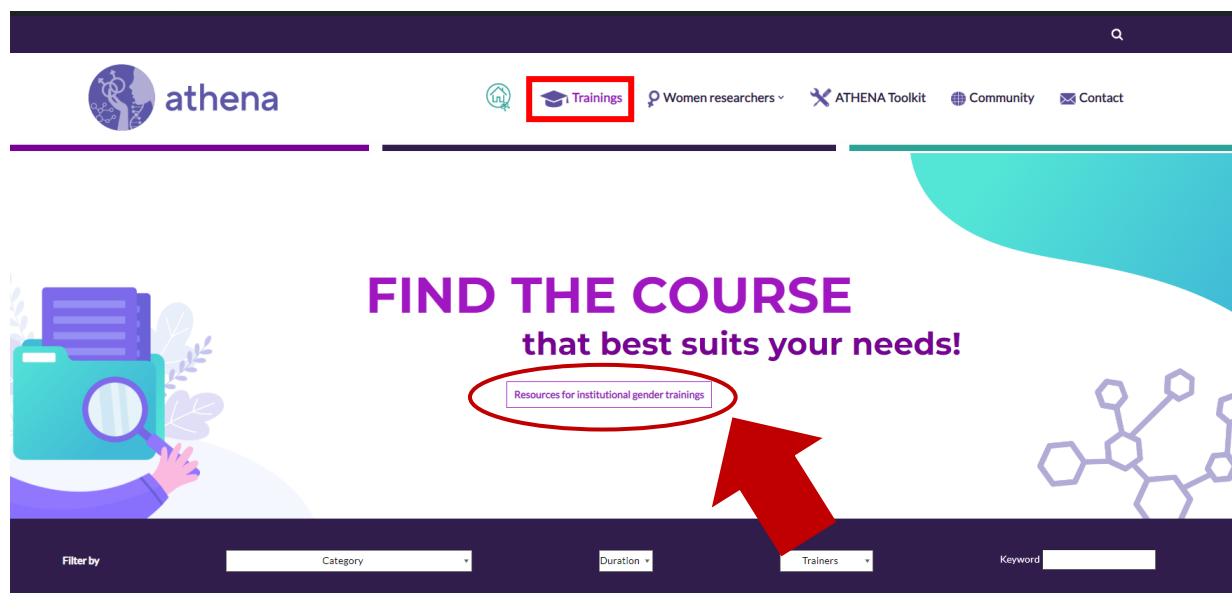 athena
Trainings
Women researchers
ATHENA Toolkit
Community
Contact
FIND THE COURSE
that best suits your needs!
Resources for institutional gender trainings
Filter by
Category
Duration
Trainers
Keyword